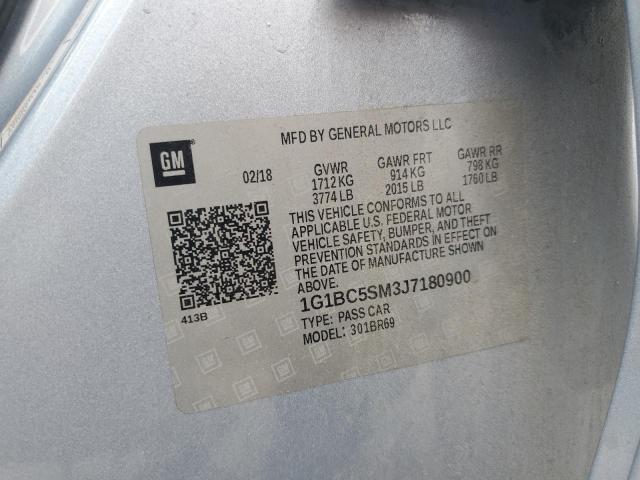 MFD BY GENERAL MOTORS LLC
GM
02/18
GVWR GAWR FRT GAWR RR
1712 KG 914 KG 798 KG
3774 LB 2015 LB 1760 LB
THIS VEHICLE CONFORMS TO ALL
APPLICABLE U.S. FEDERAL MOTOR
VEHICLE SAFETY, BUMPER, AND THEFT
PREVENTION STANDARDS IN EFFECT ON
THE DATE OF MANUFACTURE SHOWN
ABOVE.
1G1BC5SM3J7180900
413B
TYPE: PASS CAR
MODEL: 301BR69